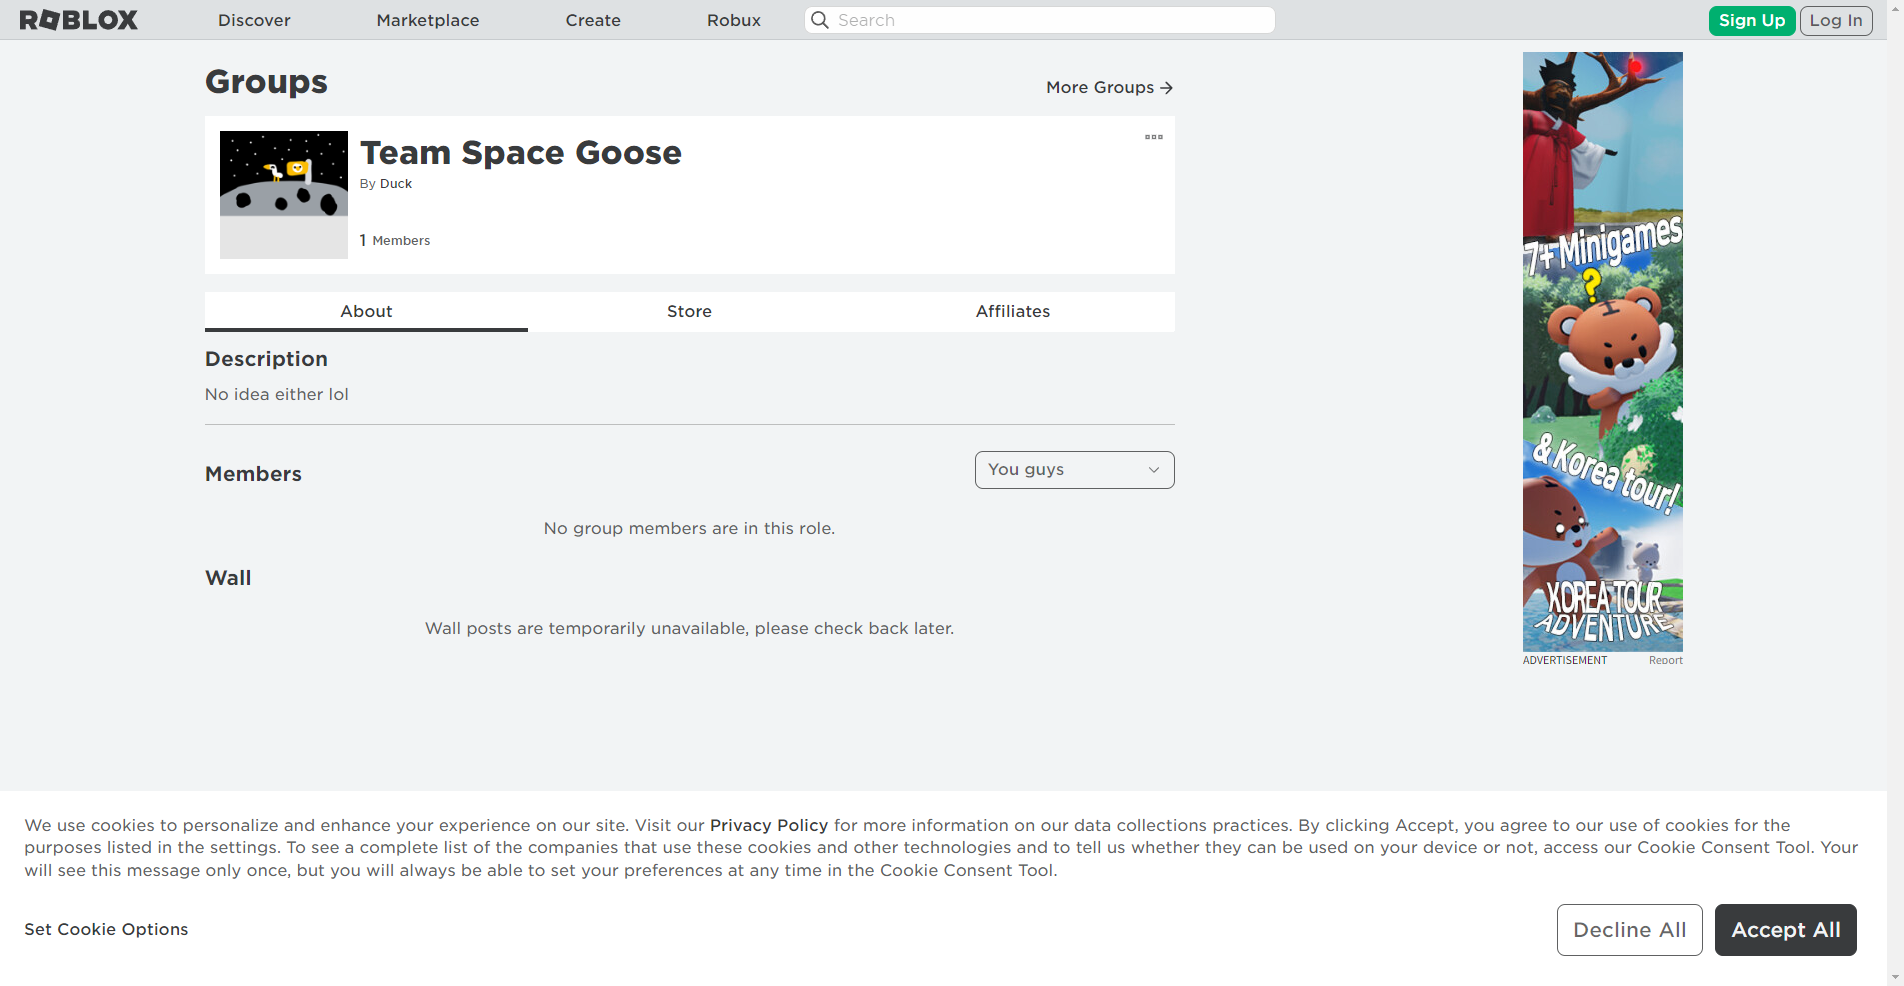 ROBLOX
Discover
Marketplace
Create
Robux
Search
Sign Up
Log In
Groups
More Groups
Team Space Goose
By Duck
1 Members
About
Store
Affiliates
Description
No idea either lol
Members
You guys
No group members are in this role.
Wall
Wall posts are temporarily unavailable, please check back later.
7+ Minigames
?
& Korea tour!
KOREA TOUR
ADVENTURE
ADVERTISEMENT
Report
We use cookies to personalize and enhance your experience on our site. Visit our Privacy Policy for more information on our data collections practices. By clicking Accept, you agree to our use of cookies for the
purposes listed in the settings. To see a complete list of the companies that use these cookies and other technologies and to tell us whether they can be used on your device or not, access our Cookie Consent Tool. Your
will see this message only once, but you will always be able to set your preferences at any time in the Cookie Consent Tool.
Set Cookie Options
Decline All
Accept All